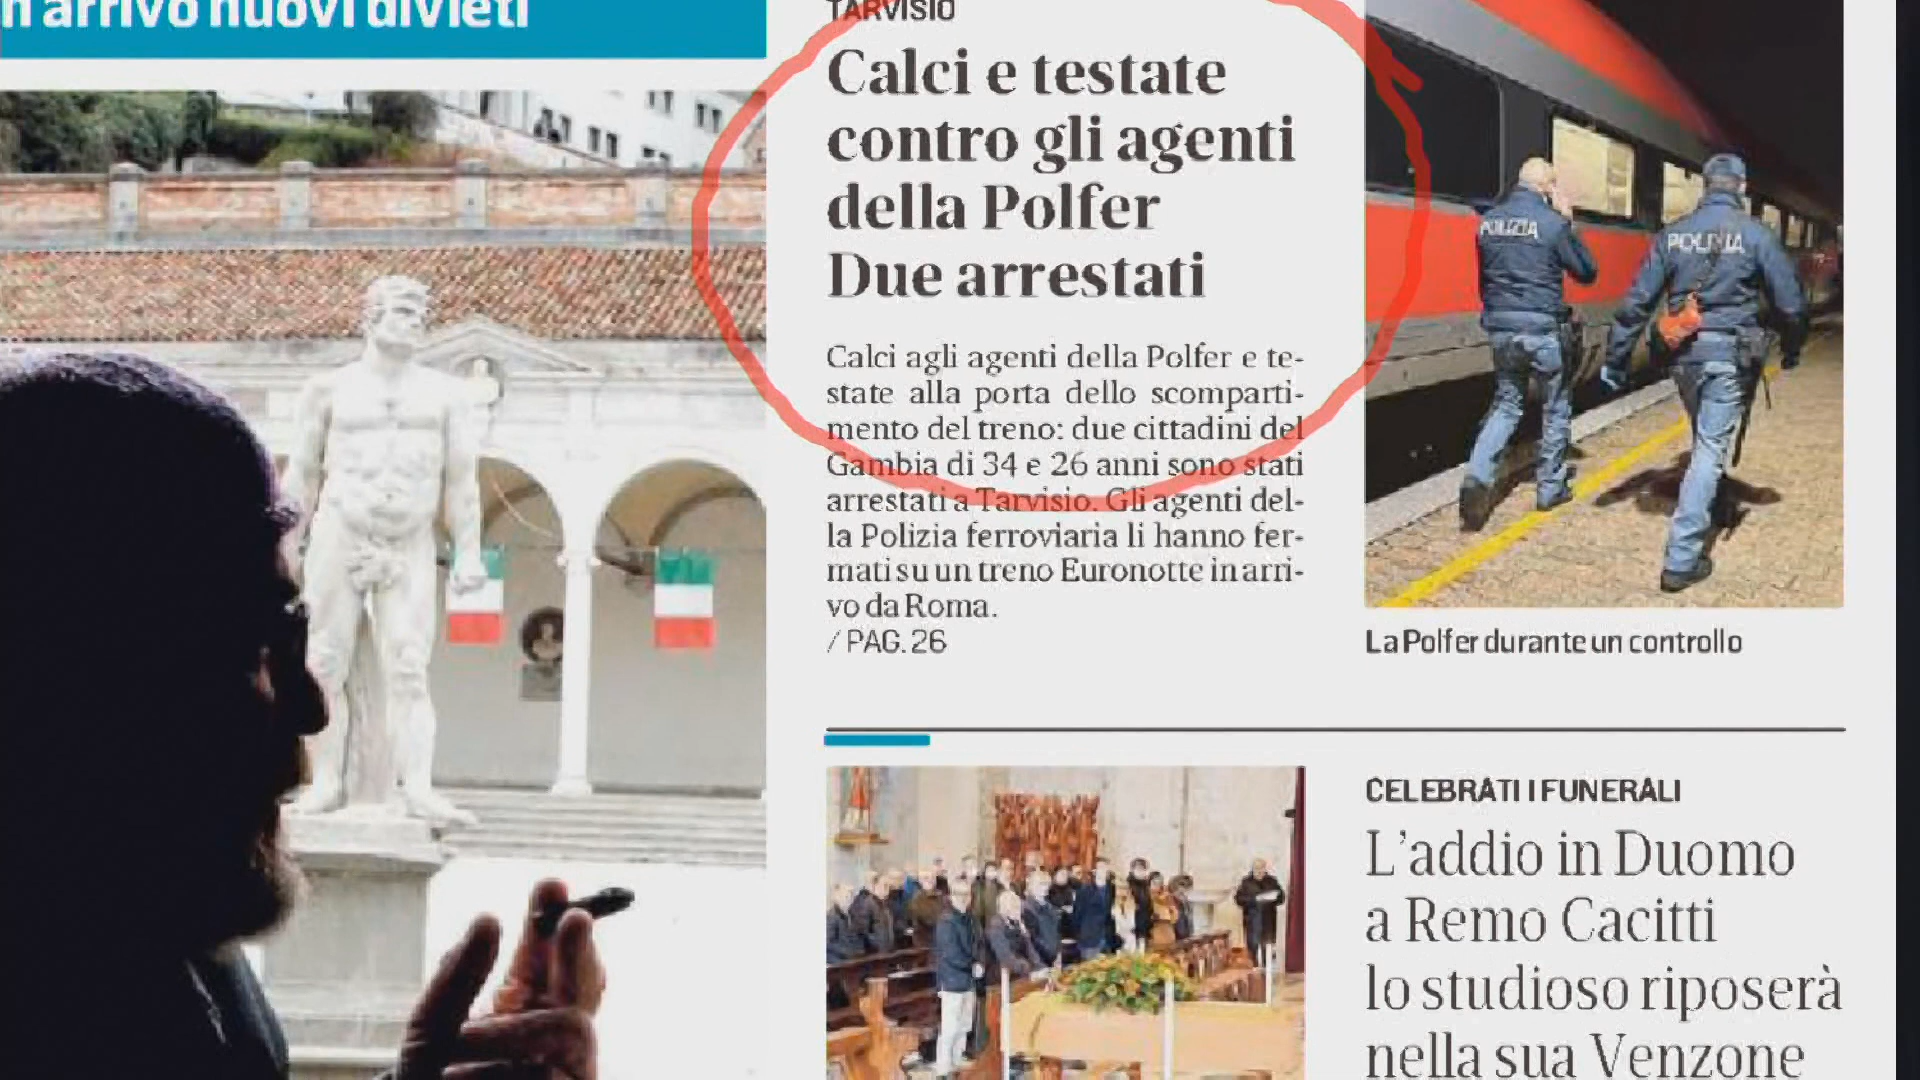 n arrivo nuovi divieti
TARVISIO
Calci e testate
contro gli agenti
della Polfer
Due arrestati
Calci agli agenti della Polfer e te-
state alla porta dello scomparti-
mento del treno: due cittadini del
Gambia di 34 e 26 anni sono stati
arrestati a Tarvisio. Gli agenti del-
la Polizia ferroviaria li hanno fer-
mati su un treno Euronotte in arri-
vo da Roma.
/ PAG. 26
POLIZIA
POLIZIA
La Polfer durante un controllo
CELEBRATI I FUNERALI
L'addio in Duomo
a Remo Cacitti
lo studioso riposerà
nella sua Venzone